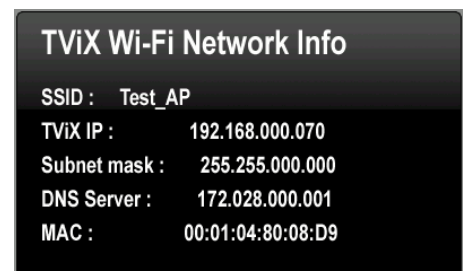 TViX Wi-Fi Network Info
SSID : Test_AP
TViX IP : 192.168.000.070
Subnet mask : 255.255.000.000
DNS Server : 172.028.000.001
MAC : 00:01:04:80:08:D9